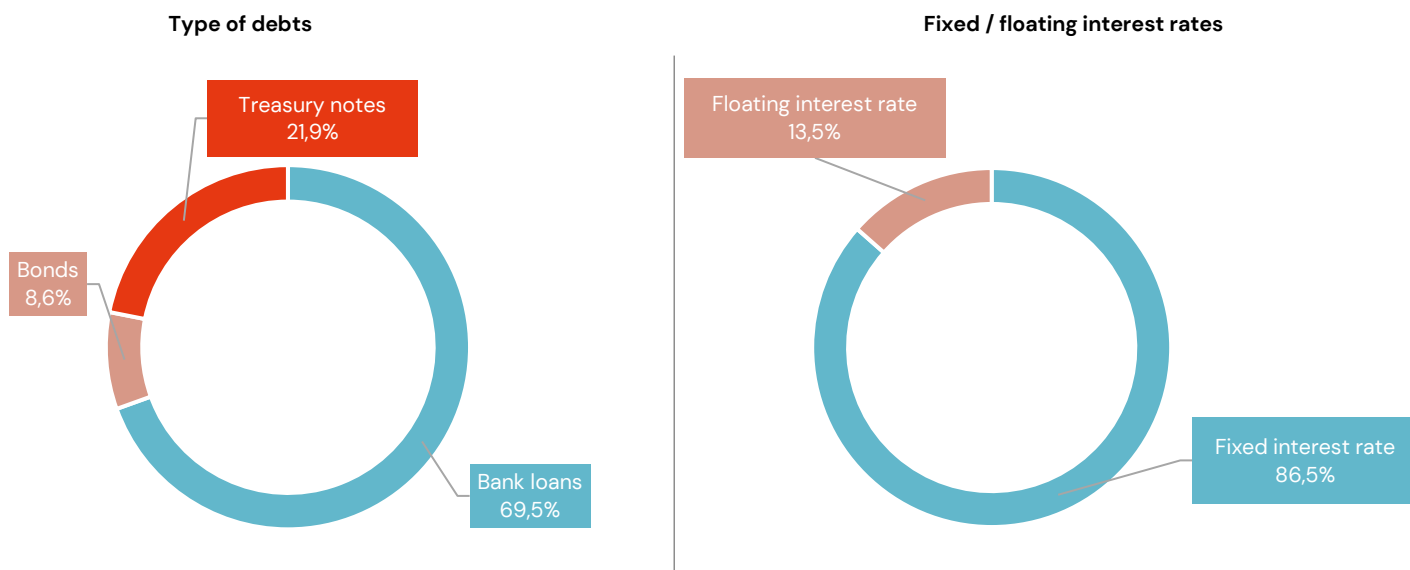 Type of debts
Treasury notes
21,9%
Bonds
8,6%
Bank loans
69,5%
Fixed / floating interest rates
Floating interest rate
13,5%
Fixed interest rate
86,5%